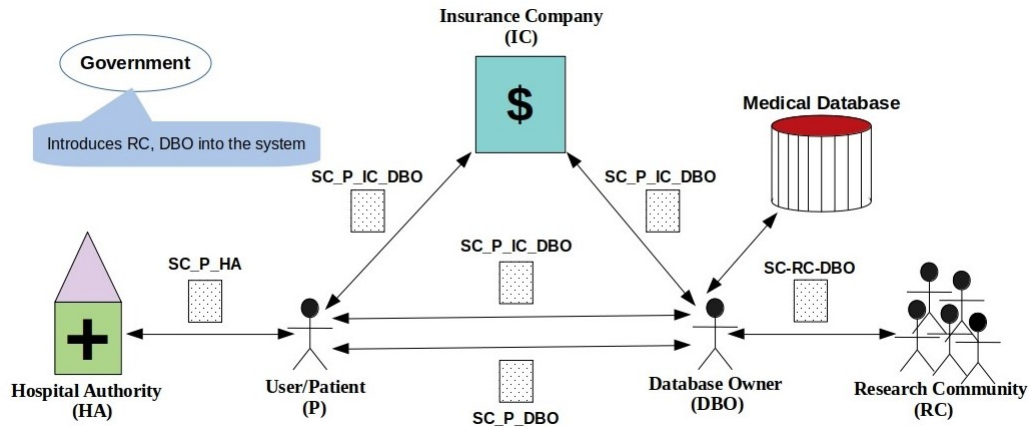 Insurance Company
(IC)
Government
$
Medical Database
Introduces RC, DBO into the system
SC_P_IC_DBO
SC_P_IC_DBO
SC_P_IC_DBO
SC_P_HA
SC-RC-DBO
Hospital Authority
(HA)
User/Patient
(P)
SC_P_DBO
Database Owner
(DBO)
Research Community
(RC)